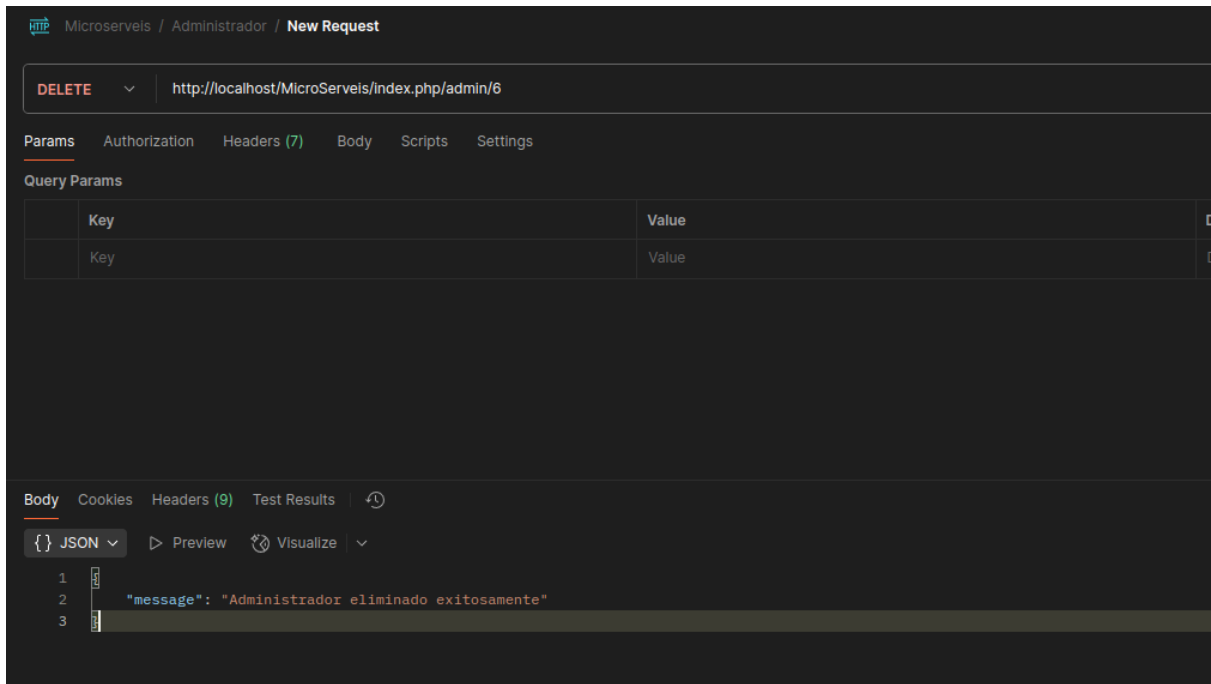 HTTP Microserveis / Administrador / New Request
DELETE http://localhost/MicroServeis/index.php/admin/6
Params Authorization Headers (7) Body Scripts Settings
Query Params
Key Value
Key Value
Body Cookies Headers (9) Test Results
{} JSON Preview Visualize
1 {
2 "message": "Administrador eliminado exitosamente"
3 }